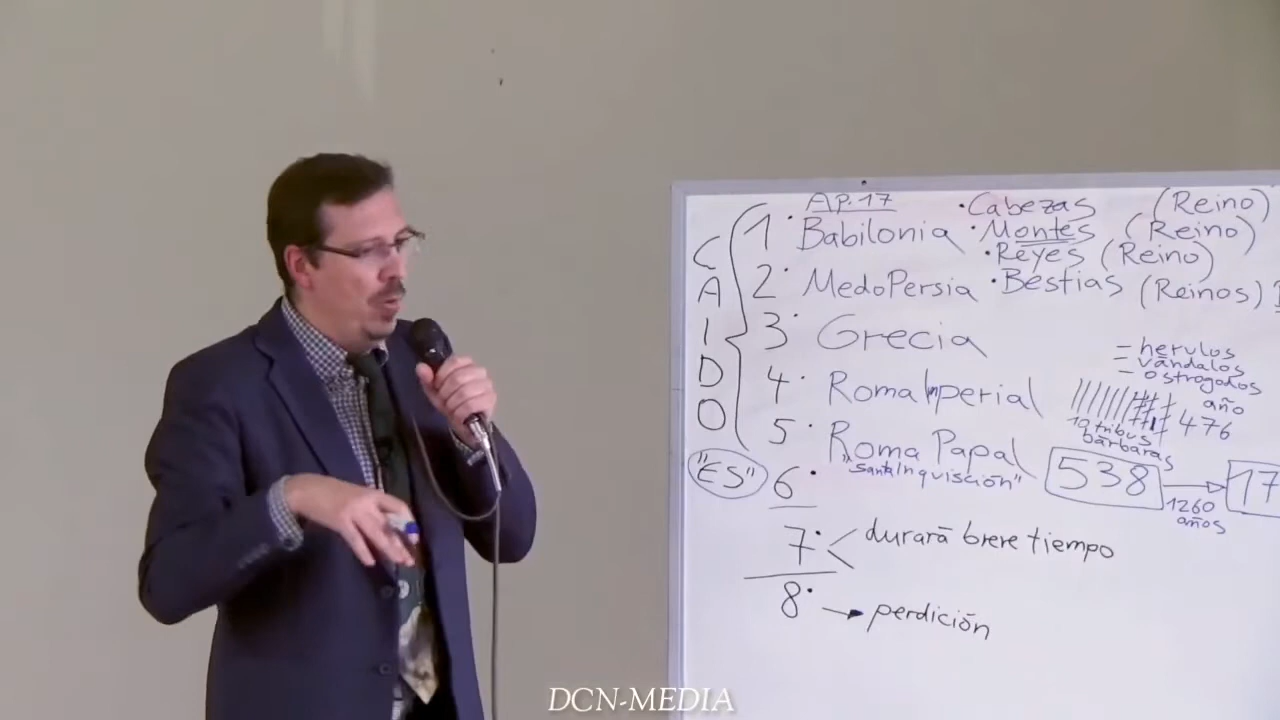 Ap. 17 · Cabezas (Reino)
1· Babilonia · Montes (Reino)
· Reyes (Reino)
2· MedoPersia · Bestias (Reinos)
3· Grecia
= herulos
- vándalos
- ostrogodos
4· Roma Imperial
año
476
10 tribus
bárbaras
5· Roma Papal
"Santa Inquisición"
538 → 17
1260
años
CAIDO
"ES" 6·
7· durará breve tiempo
8· → perdición
DCN-MEDIA